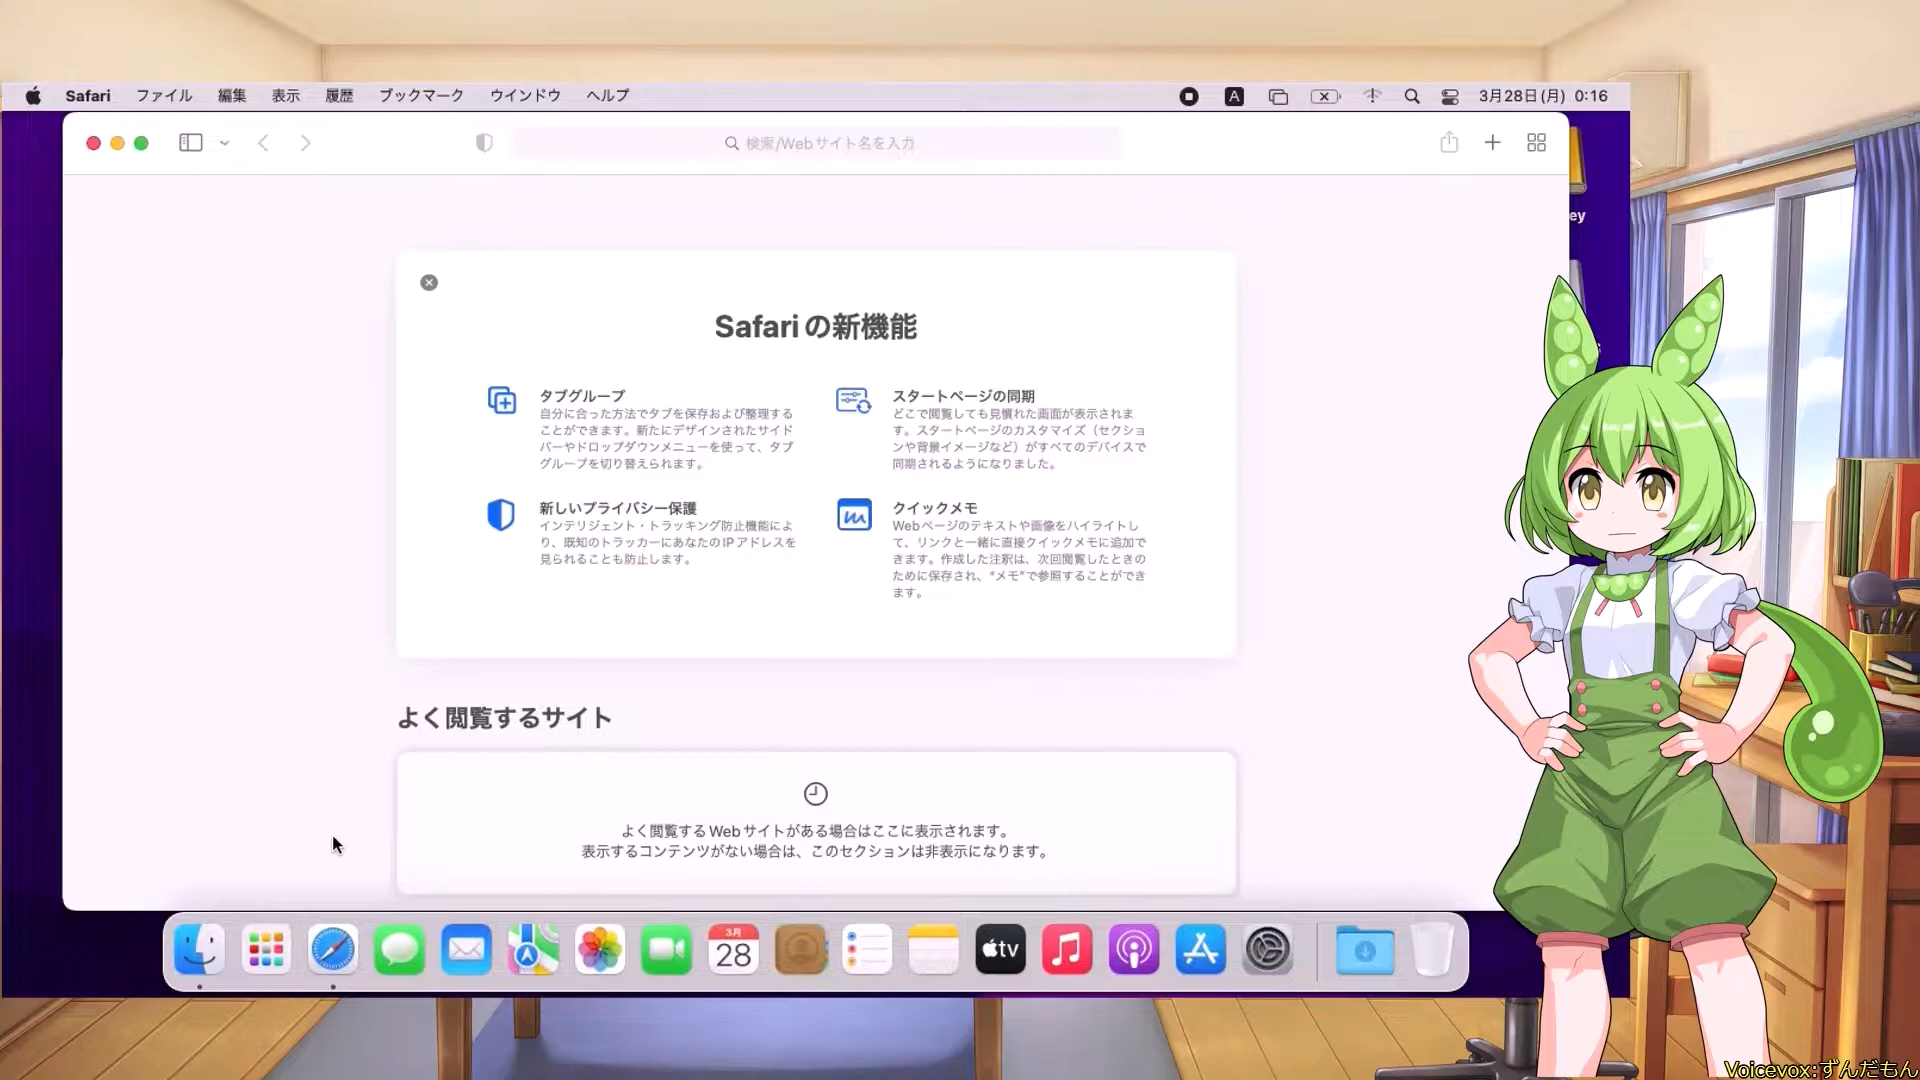 Safari ファイル 編集 表示 履歴 ブックマーク ウインドウ ヘルプ A 3月28日(月) 0:16
検索/Webサイト名を入力
ey
Safariの新機能
タブグループ
自分に合った方法でタブを保存および整理する
ことができます。新たにデザインされたサイド
バーやドロップダウンメニューを使って、タブ
グループを切り替えられます。
スタートページの同期
どこで閲覧しても見慣れた画面が表示されま
す。スタートページのカスタマイズ（セクショ
ンや背景イメージなど）がすべてのデバイスで
同期されるようになりました。
新しいプライバシー保護
インテリジェント・トラッキング防止機能によ
り、既知のトラッカーにあなたのIPアドレスを
見られることも防止します。
クイックメモ
Webページのテキストや画像をハイライトし
て、リンクと一緒に直接クイックメモに追加で
きます。作成した注釈は、次回閲覧したときの
ために保存され、“メモ”で参照することができ
ます。
よく閲覧するサイト
よく閲覧するWebサイトがある場合はここに表示されます。
表示するコンテンツがない場合は、このセクションは非表示になります。
3月
28
tv
Voicevox:ずんだもん